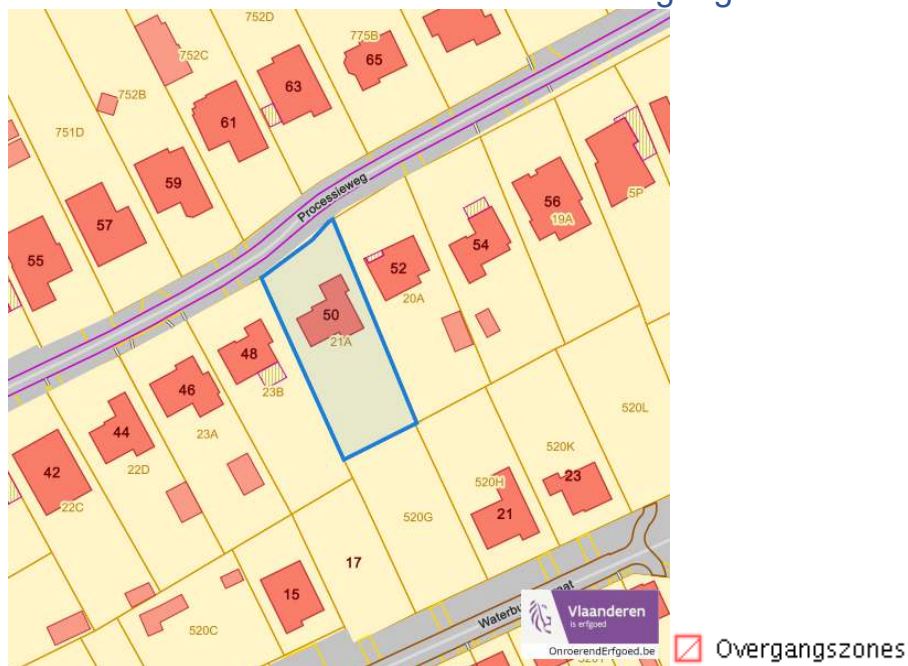 752D
752C
775B
65
63
752B
61
751D
59
57
Processieweg
55
5P
56
19A
54
52
20A
50
21A
48
23B
46
23A
44
22D
42
22C
520L
520K
520H
23
21
520G
17
15
520C
Vlaanderen
is erfgoed
OnroerendErfgoed.be
Overgangszones